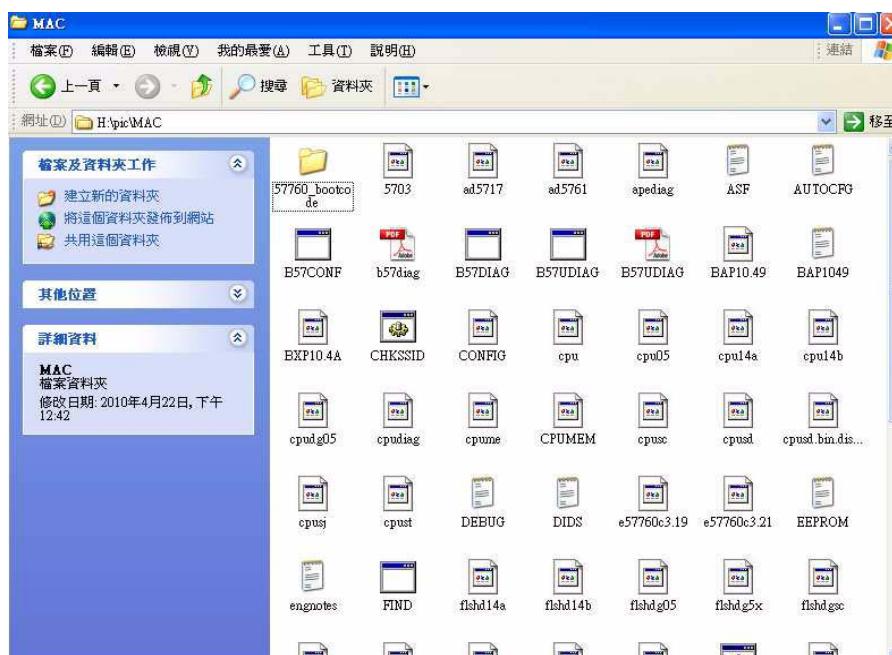 MAC
檔案(F) 編輯(E) 檢視(V) 我的最愛(A) 工具(T) 說明(H) 連結
上一頁 搜尋 資料夾
網址(D) H:\pic\MAC 移至
檔案及資料夾工作
建立新的資料夾
將這個資料夾發佈到網站
共用這個資料夾
其他位置
詳細資料
MAC
檔案資料夾
修改日期: 2010年4月22日, 下午
12:42
57760_bootco
de
5703 ad5717 ad5761 apediag ASF AUTOCFG
B57CONF b57diag B57DIAG B57UDIAG B57UDIAG BAP10.49 BAP1049
BXP10.4A CHKSSID CONFIG cpu cpu05 cpu14a cpu14b
cpudg05 cpudiag cpume CPUMEM cpusc cpusd cpusd.bin.dis...
cpusj cpust DEBUG DIDS e57760c3.19 e57760c3.21 EEPROM
engnotes FIND flshd14a flshd14b flshdg05 flshdg5x flshdgsc